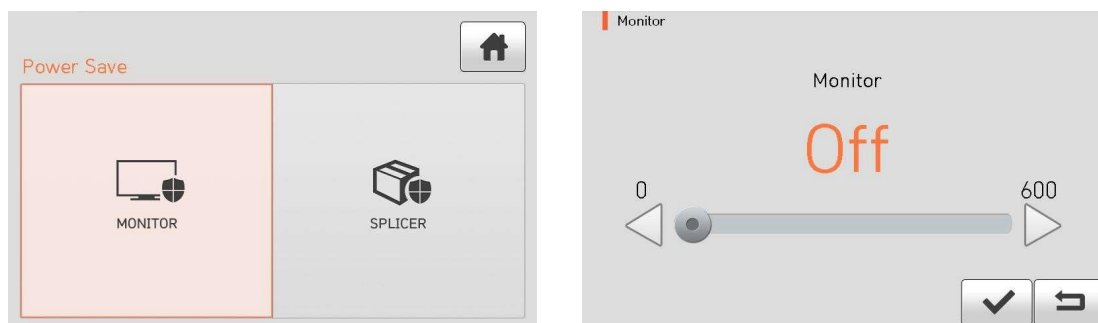 Power Save
MONITOR
SPLICER
Monitor
Monitor
Off
0
600